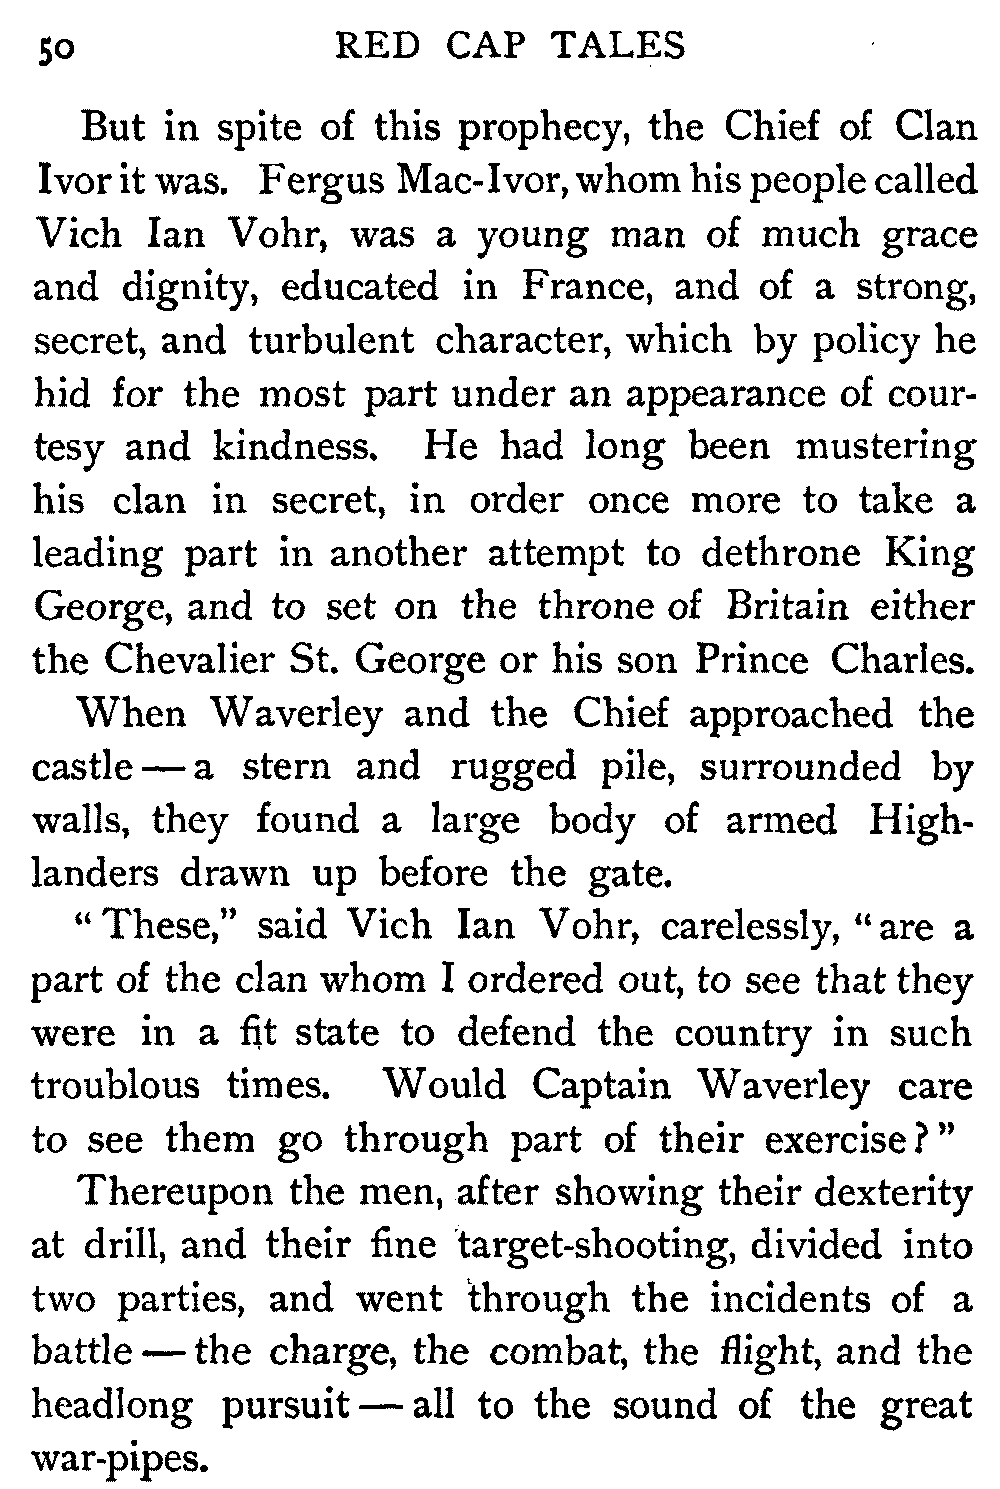 50 RED CAP TALES
But in spite of this prophecy, the Chief of Clan
Ivor it was. Fergus Mac-Ivor, whom his people called
Vich Ian Vohr, was a young man of much grace
and dignity, educated in France, and of a strong,
secret, and turbulent character, which by policy he
hid for the most part under an appearance of cour-
tesy and kindness. He had long been mustering
his clan in secret, in order once more to take a
leading part in another attempt to dethrone King
George, and to set on the throne of Britain either
the Chevalier St. George or his son Prince Charles.
When Waverley and the Chief approached the
castle — a stern and rugged pile, surrounded by
walls, they found a large body of armed High-
landers drawn up before the gate.
“These,” said Vich Ian Vohr, carelessly, “are a
part of the clan whom I ordered out, to see that they
were in a fit state to defend the country in such
troublous times. Would Captain Waverley care
to see them go through part of their exercise?”
Thereupon the men, after showing their dexterity
at drill, and their fine target-shooting, divided into
two parties, and went through the incidents of a
battle — the charge, the combat, the flight, and the
headlong pursuit — all to the sound of the great
war-pipes.